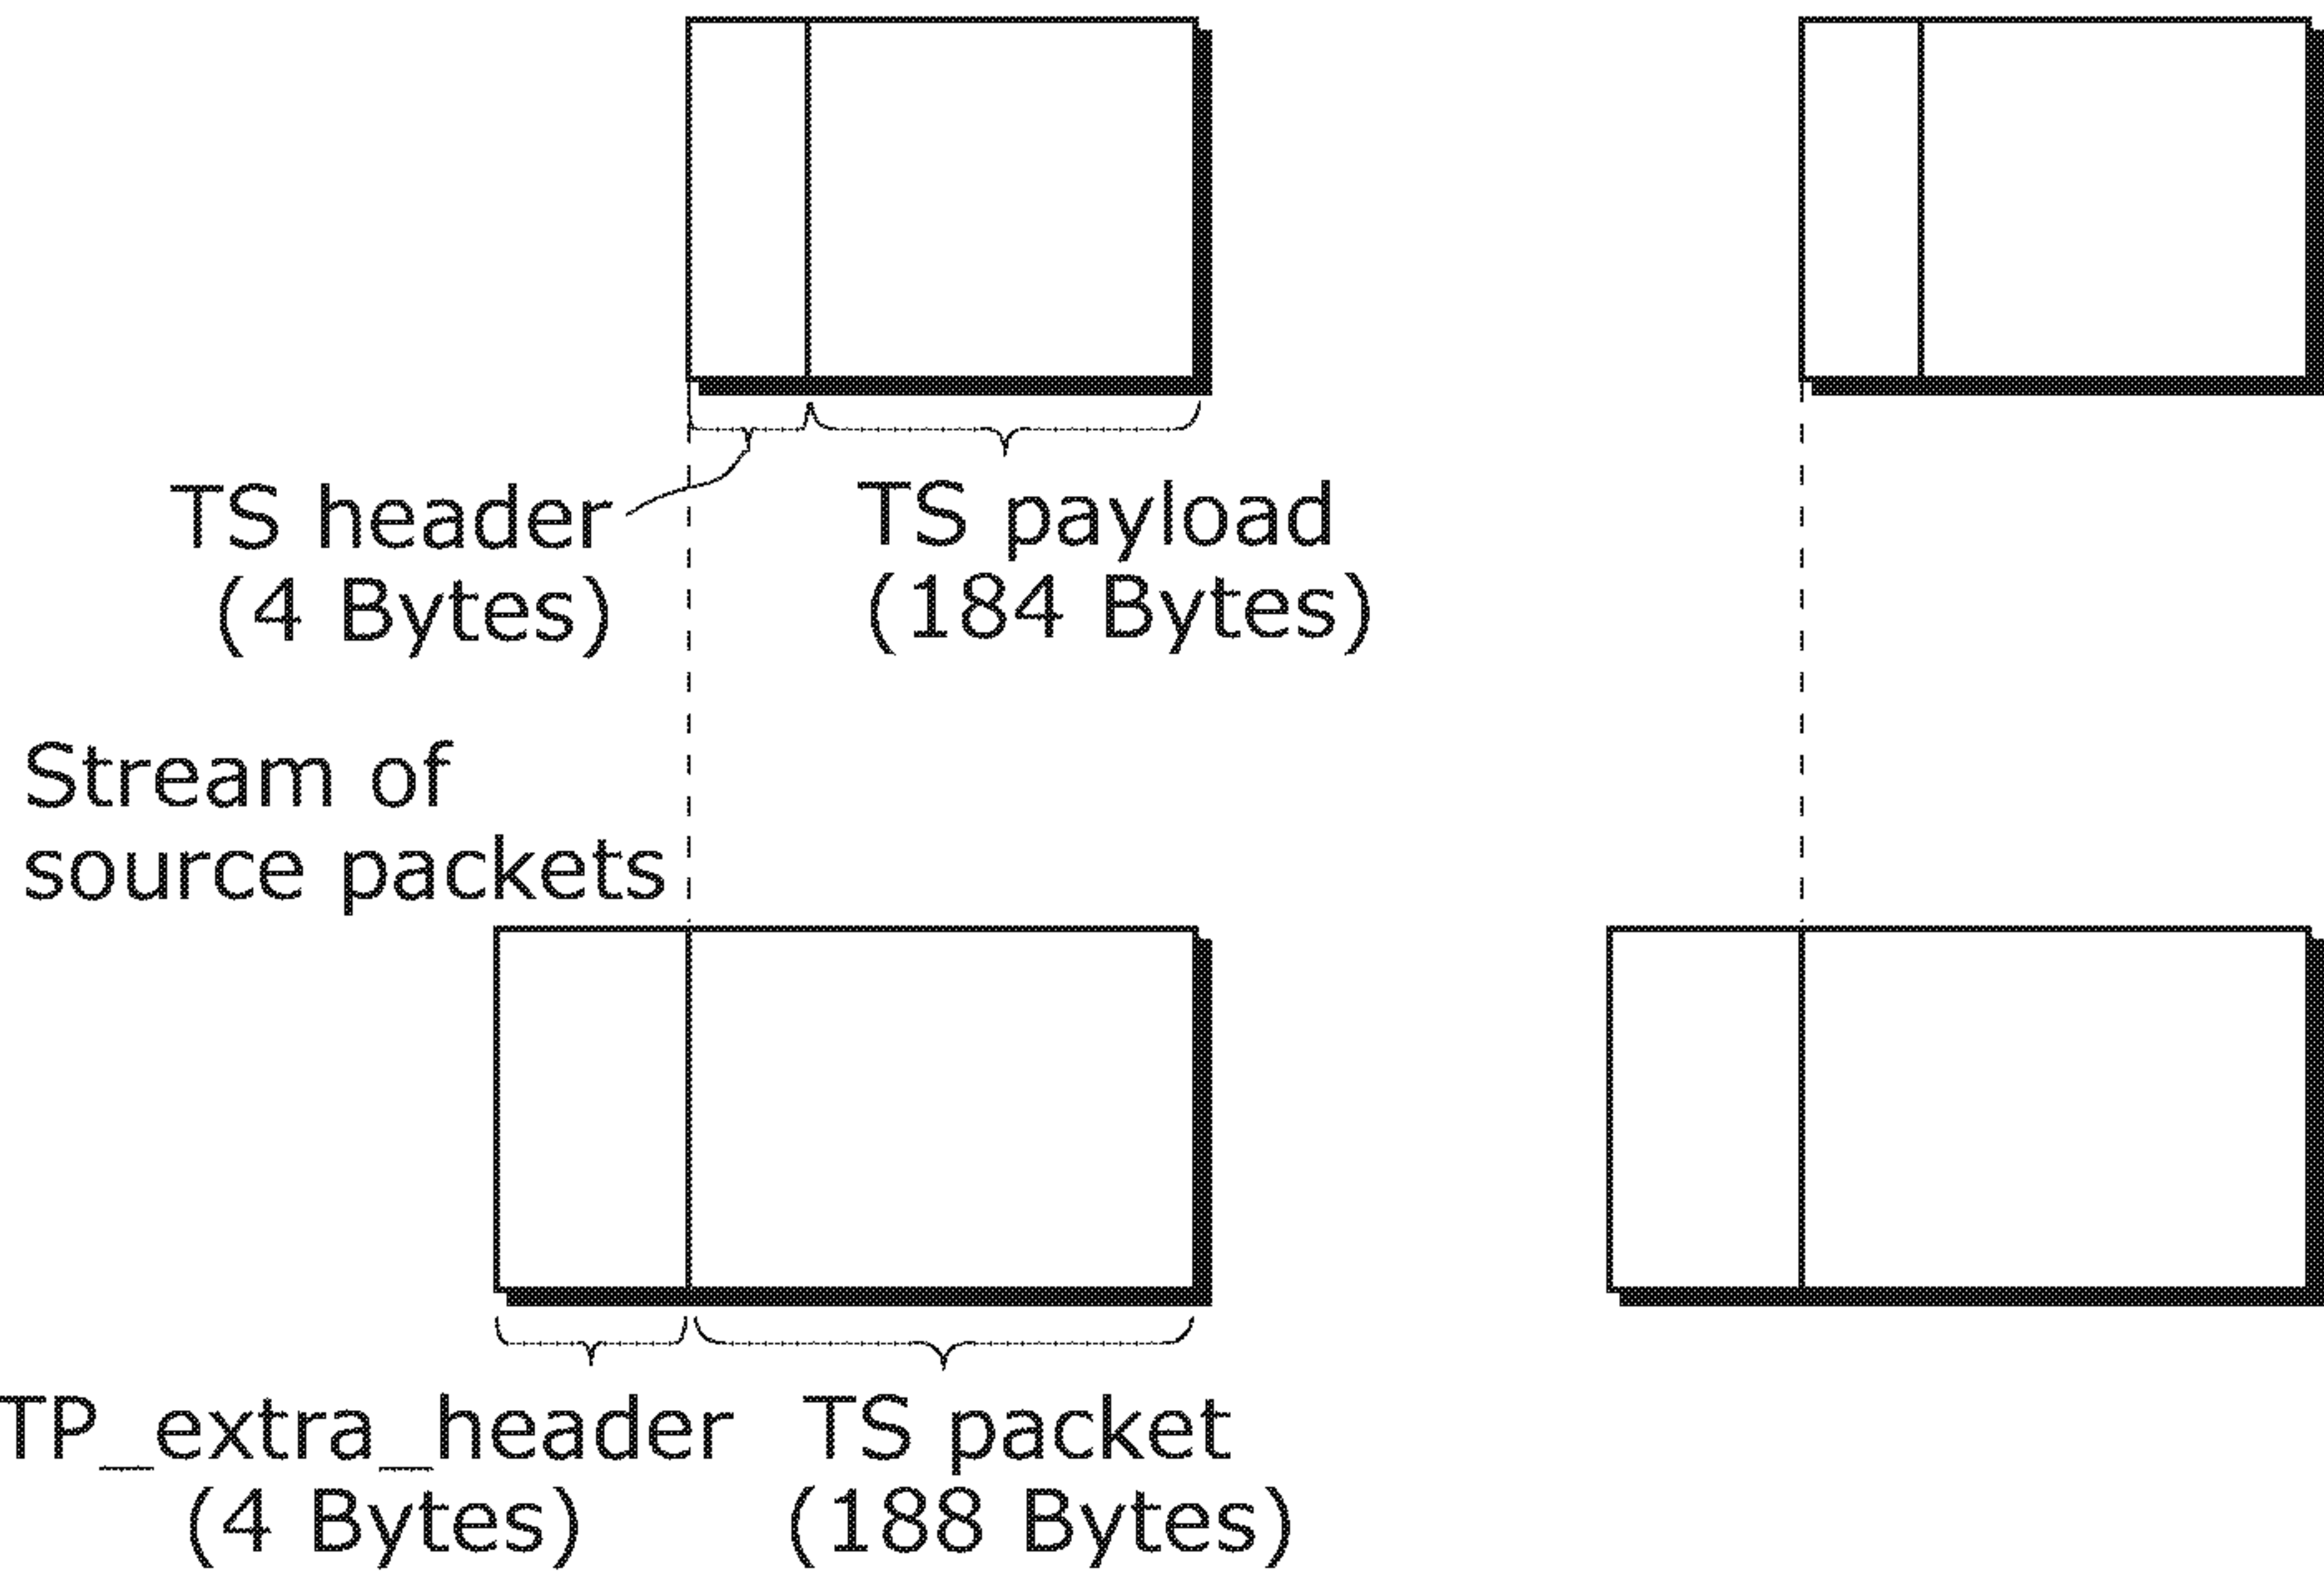 TS header
(4 Bytes)
TS payload
(184 Bytes)
Stream of
source packets
TP_extra_header
(4 Bytes)
TS packet
(188 Bytes)